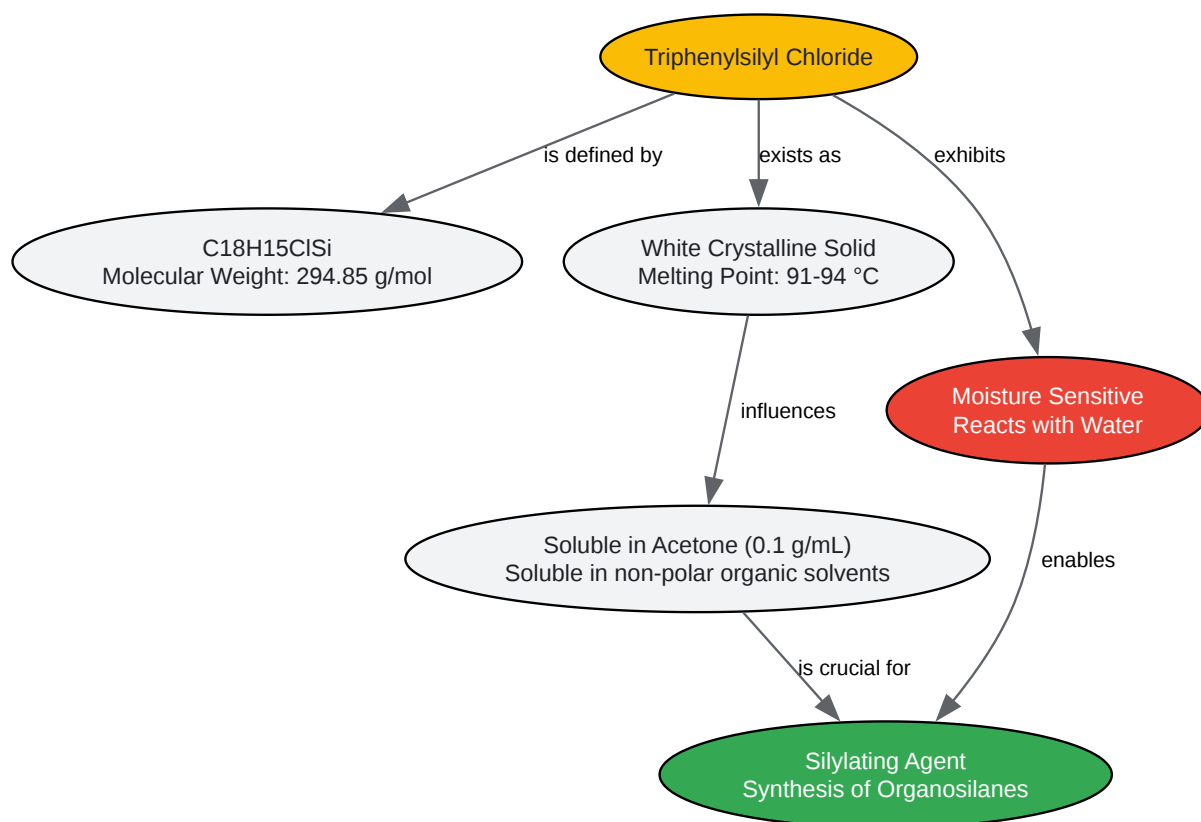 Triphenylsilyl Chloride
is defined by
exists as
exhibits
C18H15ClSi
Molecular Weight: 294.85 g/mol
White Crystalline Solid
Melting Point: 91-94 °C
Moisture Sensitive
Reacts with Water
influences
Soluble in Acetone (0.1 g/mL)
Soluble in non-polar organic solvents
enables
is crucial for
Silylating Agent
Synthesis of Organosilanes